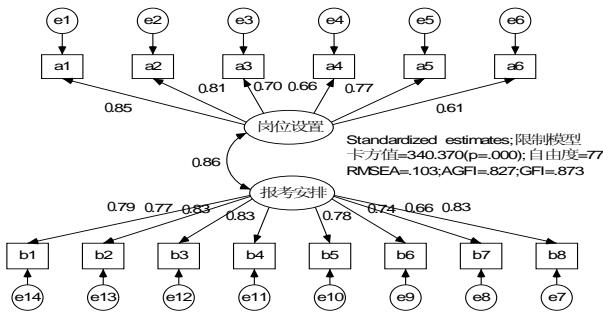 e1 e2 e3 e4 e5 e6
a1 a2 a3 a4 a5 a6
0.85 0.81 0.70 0.66 0.77 0.61
岗位设置
Standardized estimates;限制模型
卡方值=340.370(p=.000);自由度=77
RMSEA=.103;AGFI=.827;GFI=.873
0.86
报考安排
0.79 0.77 0.83 0.83 0.78 0.74 0.66 0.83
b1 b2 b3 b4 b5 b6 b7 b8
e14 e13 e12 e11 e10 e9 e8 e7